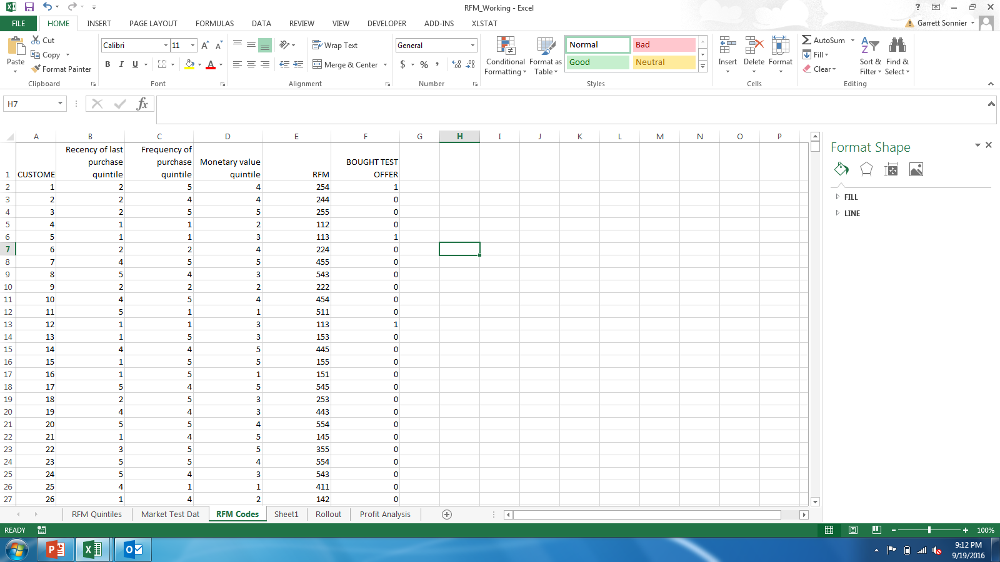 RFM_Working - Excel
FILE HOME INSERT PAGE LAYOUT FORMULAS DATA REVIEW VIEW DEVELOPER ADD-INS XLSTAT
Garrett Sonnier
Paste
Cut
Copy
Format Painter
Clipboard
Calibri 11
B I U
Font
Wrap Text
Merge & Center
Alignment
General
$ %
Number
Conditional Formatting
Format as Table
Normal Bad
Good Neutral
Styles
Insert Delete Format
Cells
AutoSum
Fill
Clear
Sort & Filter
Find & Select
Editing
H7
fx
A B C D E F G H I J K L M N O P
1 CUSTOME Recency of last purchase quintile Frequency of purchase quintile Monetary value quintile RFM BOUGHT TEST OFFER
2 1 2 5 4 254 1
3 2 2 4 4 244 0
4 3 2 5 5 255 0
5 4 1 1 2 112 0
6 5 1 1 3 113 1
7 6 2 2 4 224 0
8 7 4 5 5 455 0
9 8 5 4 3 543 0
10 9 2 2 2 222 0
11 10 4 5 4 454 0
12 11 5 1 1 511 0
13 12 1 1 3 113 1
14 13 1 5 3 153 0
15 14 4 4 5 445 0
16 15 1 5 5 155 0
17 16 1 5 1 151 0
18 17 5 4 5 545 0
19 18 2 5 3 253 0
20 19 4 4 3 443 0
21 20 5 5 4 554 0
22 21 1 4 5 145 0
23 22 3 5 5 355 0
24 23 5 5 4 554 0
25 24 5 4 3 543 0
26 25 4 1 1 411 0
27 26 1 4 2 142 0
Format Shape
FILL
LINE
RFM Quintiles Market Test Dat RFM Codes Sheet1 Rollout Profit Analysis
READY
100%
9:12 PM
9/19/2016